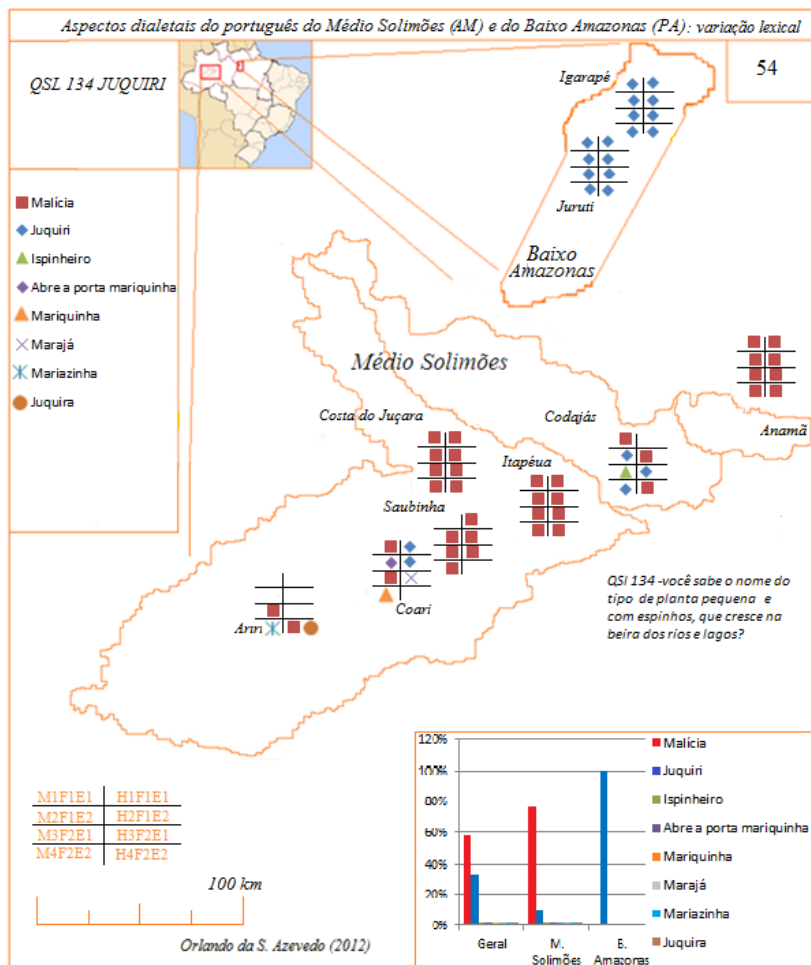 Aspectos dialetais do português do Médio Solimões (AM) e do Baixo Amazonas (PA): variação lexical
QSL 134 JUQUIRI
54
Igarapé
Juruti
Baixo
Amazonas
Malícia
Juquiri
Ispinheiro
Abre a porta mariquinha
Mariquinha
Marajá
Mariazinha
Juquira
Médio Solimões
Costa do Juçara
Codajás
Anamã
Itapéua
Saubinha
Coari
Ariri
QSl 134 -você sabe o nome do
tipo de planta pequena e
com espinhos, que cresce na
beira dos rios e lagos?
M1F1E1 H1F1E1
M2F1E2 H2F1E2
M3F2E1 H3F2E1
M4F2E2 H4F2E2
100 km
Orlando da S. Azevedo (2012)
120%
100%
80%
60%
40%
20%
0%
Geral
M.
Solimões
B.
Amazonas
Malícia
Juquiri
Ispinheiro
Abre a porta mariquinha
Mariquinha
Marajá
Mariazinha
Juquira